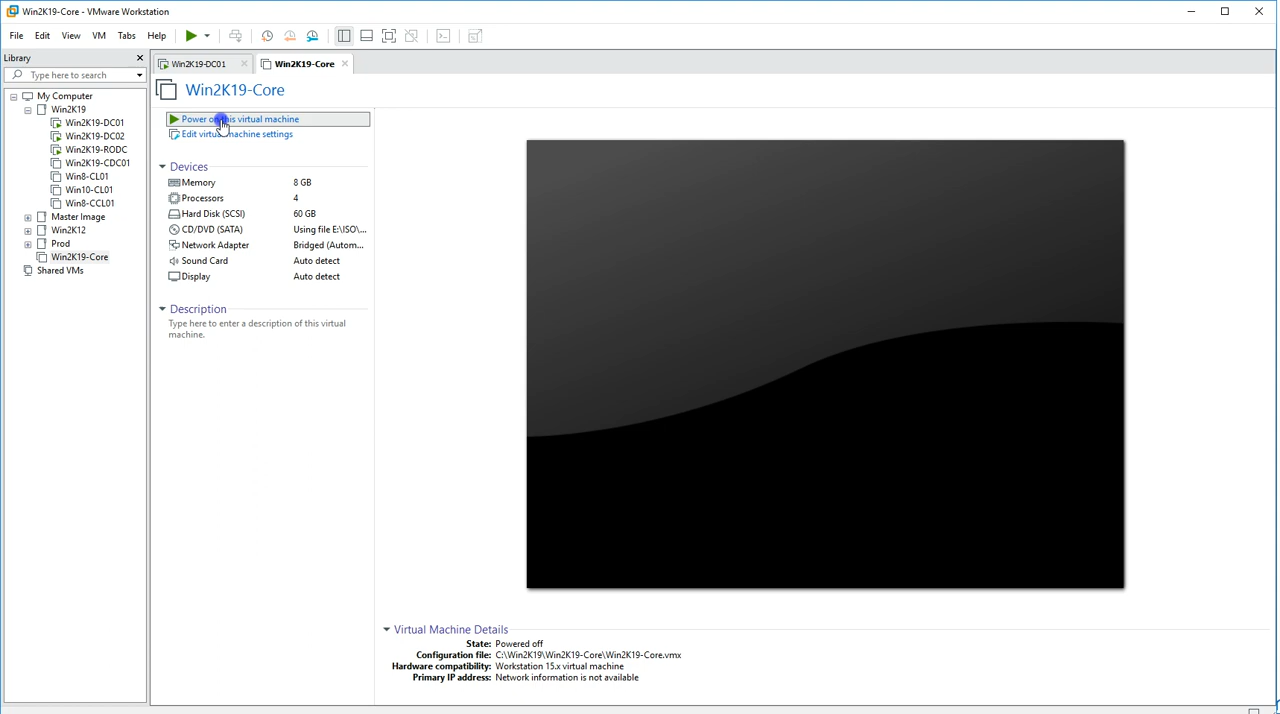 Win2K19-Core - VMware Workstation
File Edit View VM Tabs Help
Library
Type here to search
My Computer
Win2K19
Win2K19-DC01
Win2K19-DC02
Win2K19-RODC
Win2K19-CDC01
Win8-CL01
Win10-CL01
Win8-CCL01
Master Image
Win2K12
Prod
Win2K19-Core
Shared VMs
Win2K19-DC01
Win2K19-Core
Win2K19-Core
Power on this virtual machine
Edit virtual machine settings
Devices
Memory 8 GB
Processors 4
Hard Disk (SCSI) 60 GB
CD/DVD (SATA) Using file E:\ISO\...
Network Adapter Bridged (Autom...
Sound Card Auto detect
Display Auto detect
Description
Type here to enter a description of this virtual
machine.
Virtual Machine Details
State: Powered off
Configuration file: C:\Win2K19\Win2K19-Core\Win2K19-Core.vmx
Hardware compatibility: Workstation 15.x virtual machine
Primary IP address: Network information is not available